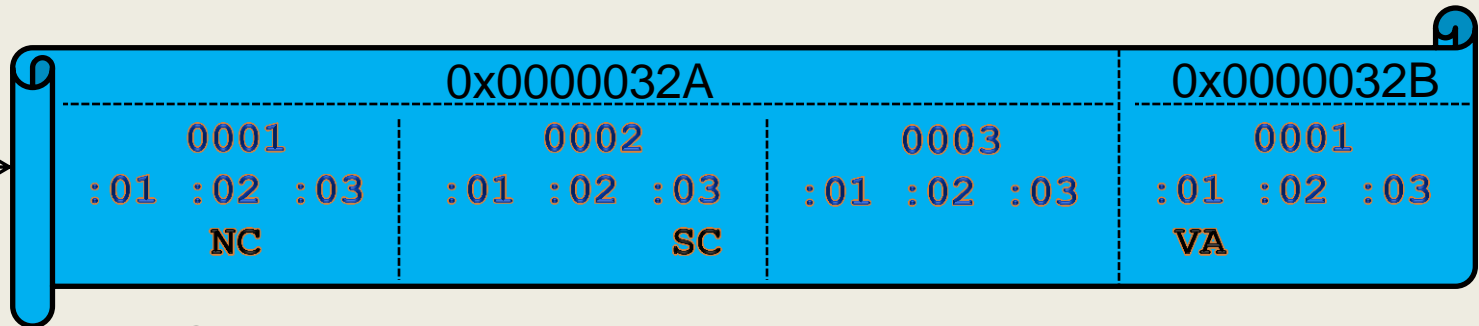 0x0000032A 0x0000032B
0001 0002 0003 0001
:01 :02 :03 :01 :02 :03 :01 :02 :03 :01 :02 :03
NC SC VA